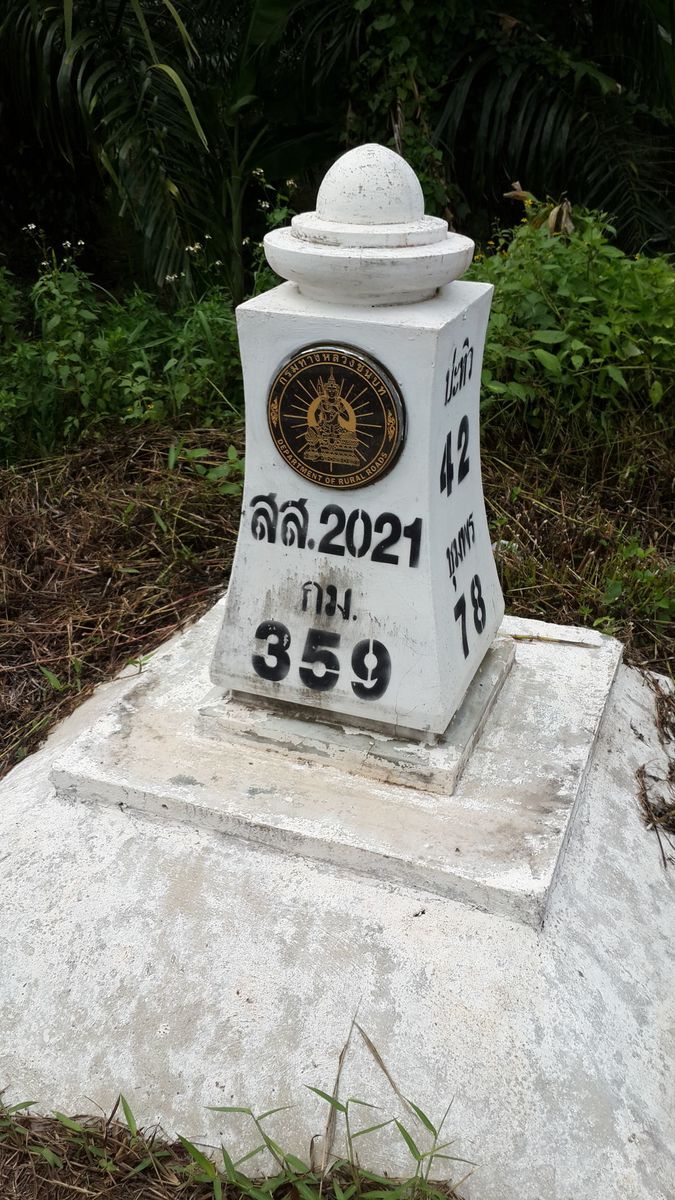 กรมทางหลวงชนบท
DEPARTMENT OF RURAL ROADS
สส.2021
กม.
359
ปะทิว
42
ชุมพร
78